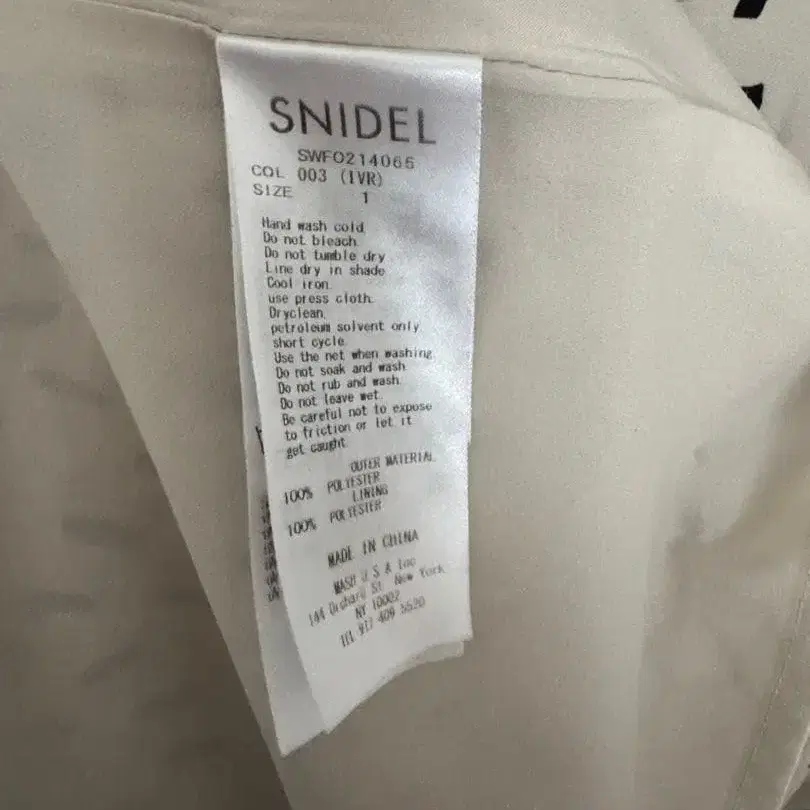 SNIDEL
SWFO214065
COL 003 (IVR)
SIZE 1
Hand wash cold.
Do not bleach.
Do not tumble dry
Line dry in shade
Cool iron.
use press cloth.
Dryclean,
petroleum solvent only
short cycle.
Use the net when washing.
Do not soak and wash.
Do not rub and wash.
Do not leave wet.
Be careful not to expose
to friction or let it
get caught.
OUTER MATERIAL
100% POLYESTER
LINING
100% POLYESTER
MADE IN CHINA
MASH U S A Inc
144 Orchard St. New York
NY 10002
TEL 917 409 5520